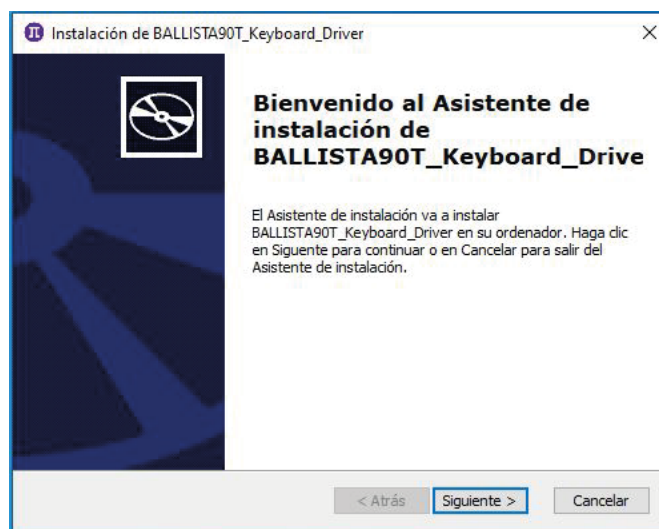 Instalación de BALLISTA90T_Keyboard_Driver
Bienvenido al Asistente de
instalación de
BALLISTA90T_Keyboard_Drive
El Asistente de instalación va a instalar
BALLISTA90T_Keyboard_Driver en su ordenador. Haga clic
en Siguente para continuar o en Cancelar para salir del
Asistente de instalación.
< Atrás Siguiente > Cancelar